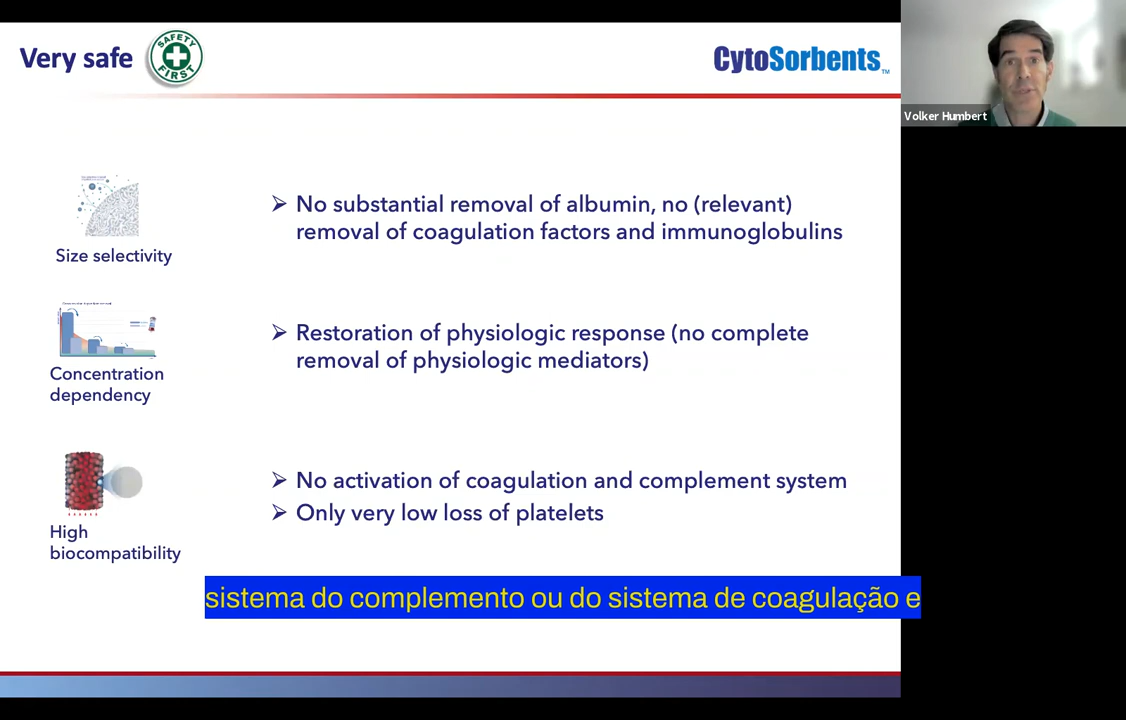 Very safe
SAFETY
FIRST
CytoSorbents™
Volker Humbert
No substantial removal of albumin, no (relevant)
removal of coagulation factors and immunoglobulins
Size selectivity
Restoration of physiologic response (no complete
removal of physiologic mediators)
Concentration
dependency
No activation of coagulation and complement system
Only very low loss of platelets
High
biocompatibility
sistema do complemento ou do sistema de coagulação e